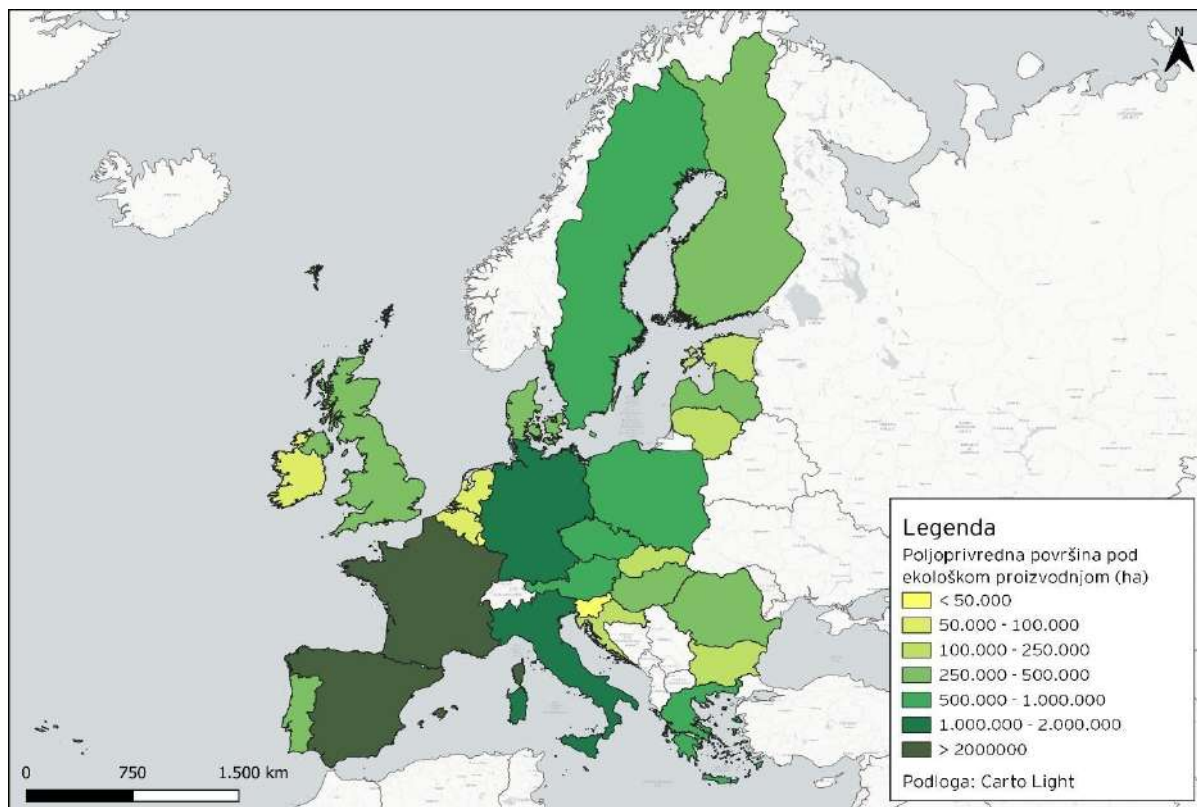 N
Legenda
Poljoprivredna površina pod
ekološkom proizvodnjom (ha)
< 50.000
50.000 - 100.000
100.000 - 250.000
250.000 - 500.000
500.000 - 1.000.000
1.000.000 - 2.000.000
> 2000000
Podloga: Carto Light
0 750 1.500 km